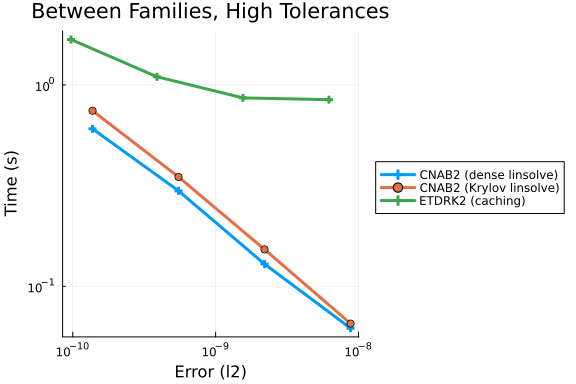 Between Families, High Tolerances
Time (s)
10⁰
10⁻¹
10⁻¹⁰
10⁻⁹
10⁻⁸
Error (l2)
CNAB2 (dense linsolve)
CNAB2 (Krylov linsolve)
ETDRK2 (caching)